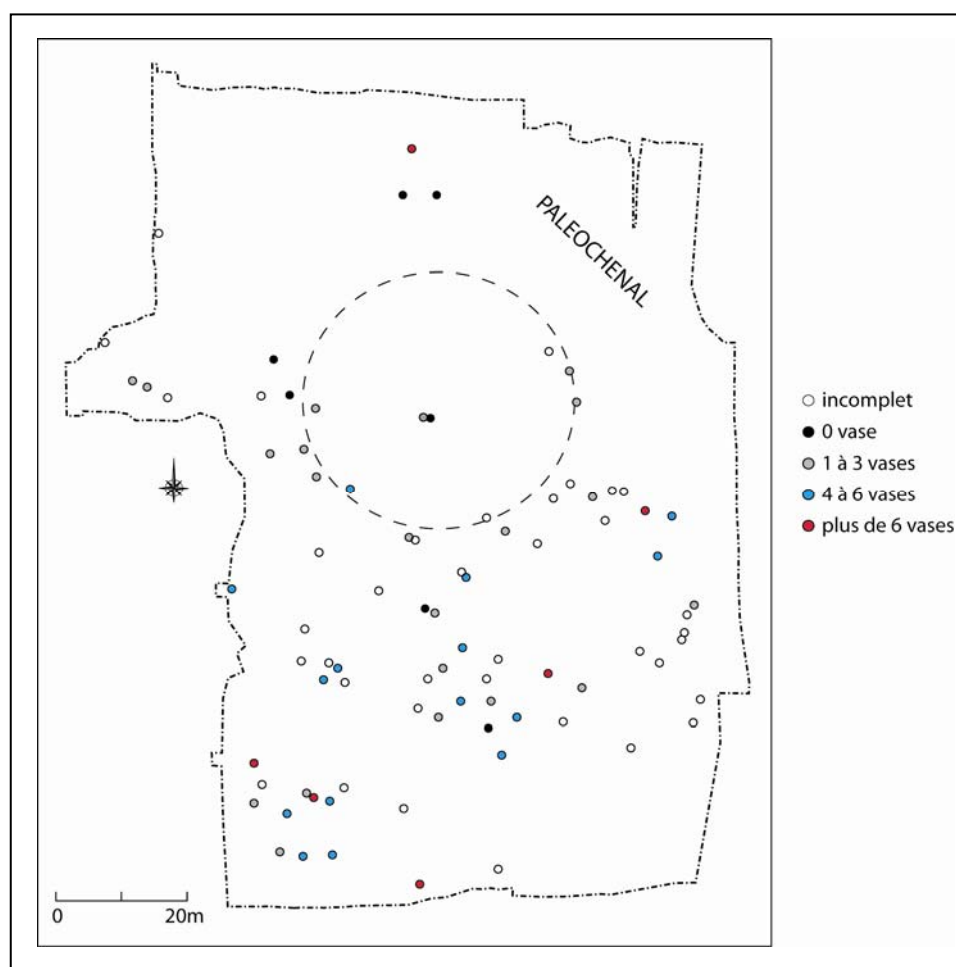 PALEOCHENAL
incomplet
0 vase
1 à 3 vases
4 à 6 vases
plus de 6 vases
0 20m